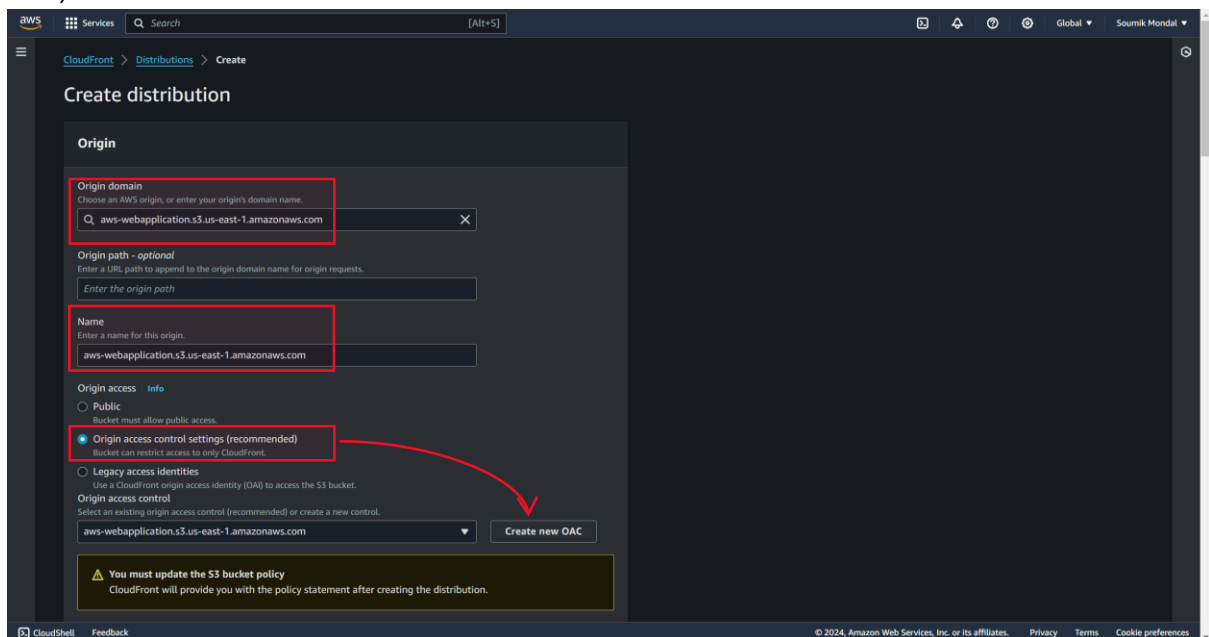 aws
Services
Search
[Alt+S]
Global
Soumik Mondal
CloudFront > Distributions > Create
Create distribution
Origin
Origin domain
Choose an AWS origin, or enter your origin's domain name.
aws-webapplication.s3.us-east-1.amazonaws.com
Origin path - optional
Enter a URL path to append to the origin domain name for origin requests.
Enter the origin path
Name
Enter a name for this origin.
aws-webapplication.s3.us-east-1.amazonaws.com
Origin access Info
Public
Bucket must allow public access.
Origin access control settings (recommended)
Bucket can restrict access to only CloudFront.
Legacy access identities
Use a CloudFront origin access identity (OAI) to access the S3 bucket.
Origin access control
Select an existing origin access control (recommended) or create a new control.
aws-webapplication.s3.us-east-1.amazonaws.com
Create new OAC
You must update the S3 bucket policy
CloudFront will provide you with the policy statement after creating the distribution.
CloudShell Feedback
© 2024, Amazon Web Services, Inc. or its affiliates. Privacy Terms Cookie preferences